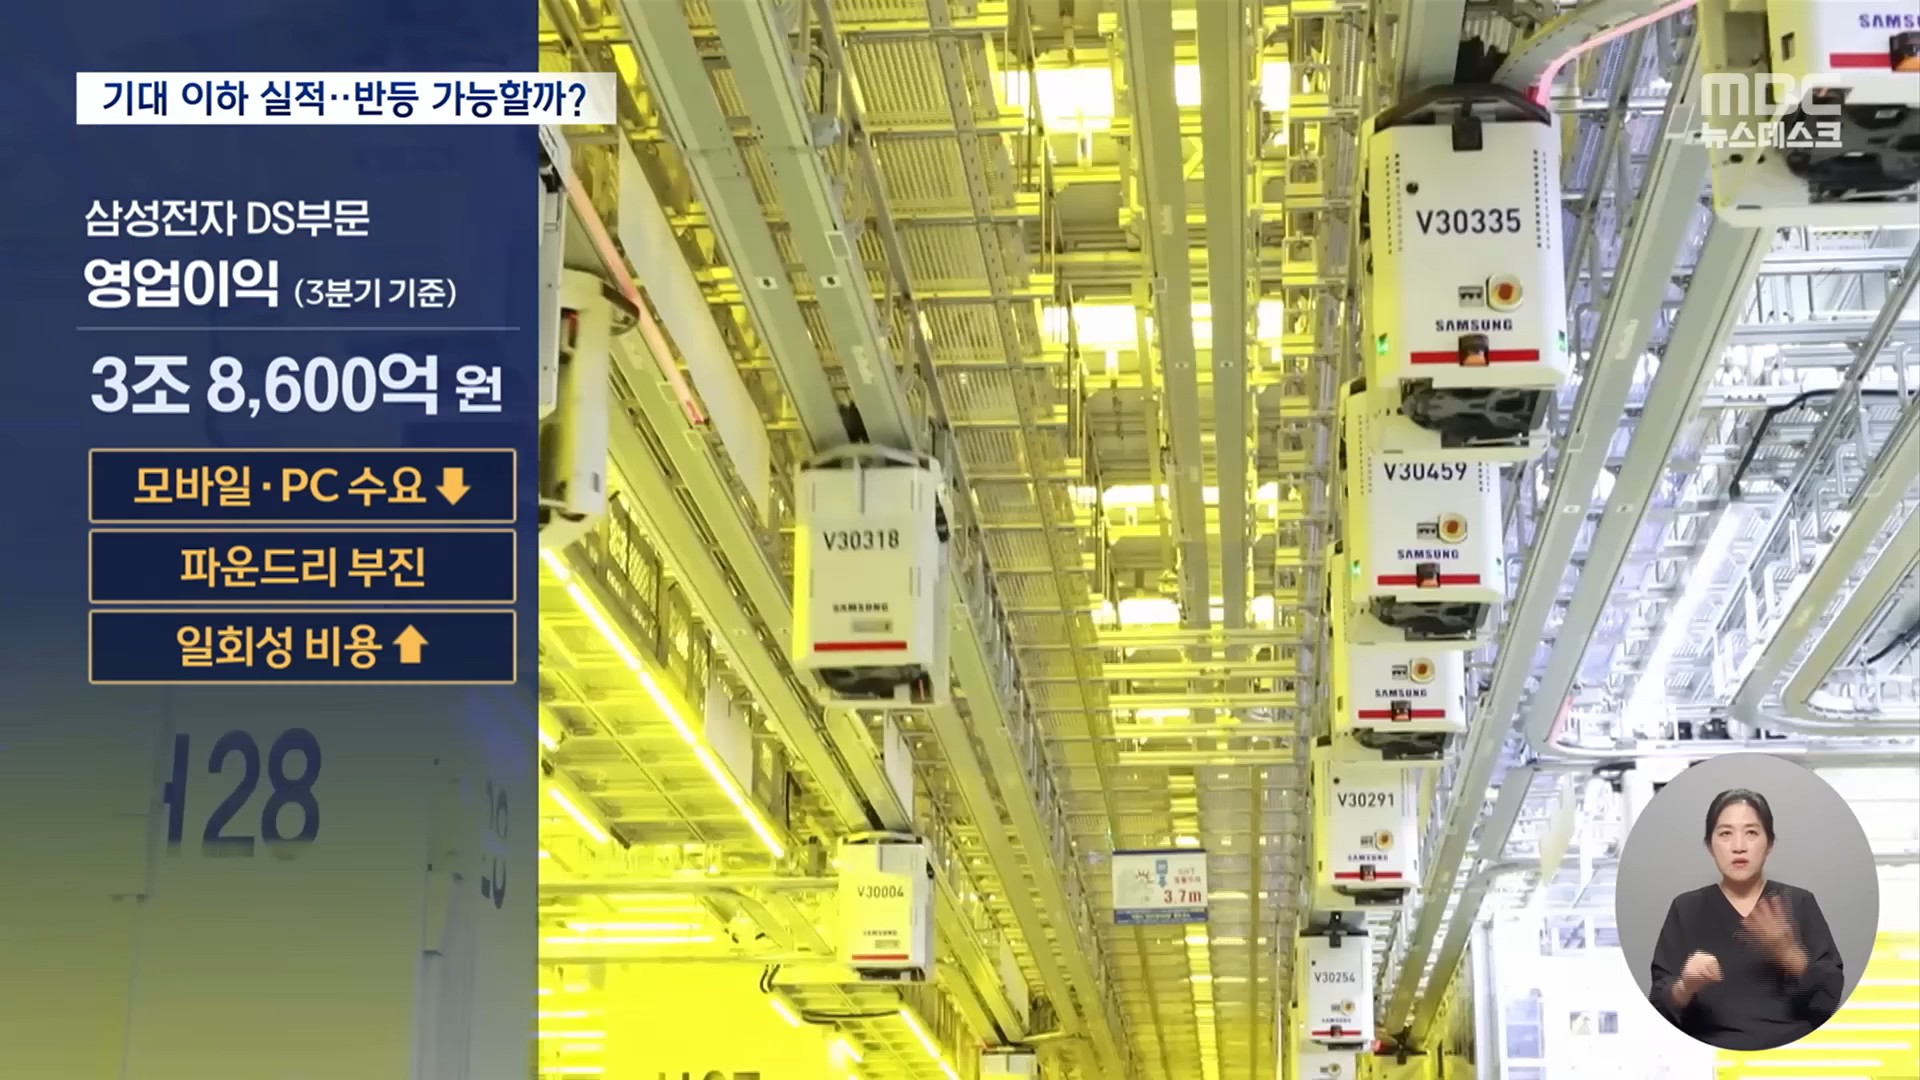 기대 이하 실적··반등 가능할까?
MBC
뉴스데스크
삼성전자 DS부문
영업이익 (3분기 기준)
3조 8,600억 원
모바일·PC 수요
파운드리 부진
일회성 비용
V30335
SAMSUNG
V30459
SAMSUNG
SAMSUNG
V30318
SAMSUNG
V30291
SAMSUNG
V30004
SAMSUNG
V30254
SAMSUNG
3.7m
28